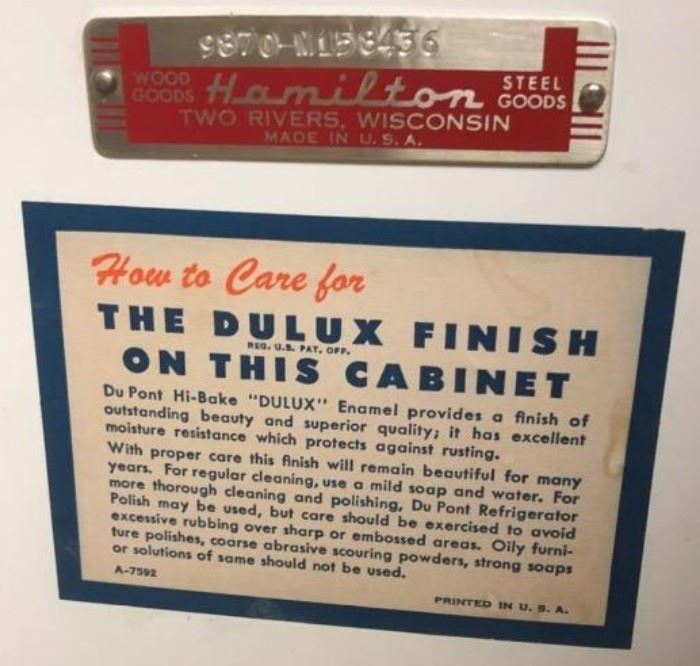 9870-M158436
WOOD GOODS Hamilton STEEL GOODS
TWO RIVERS, WISCONSIN
MADE IN U.S.A.
How to Care for
THE DULUX FINISH
REG. U.S. PAT. OFF.
ON THIS CABINET
Du Pont Hi-Bake "DULUX" Enamel provides a finish of
outstanding beauty and superior quality; it has excellent
moisture resistance which protects against rusting.
With proper care this finish will remain beautiful for many
years. For regular cleaning, use a mild soap and water. For
more thorough cleaning and polishing, Du Pont Refrigerator
Polish may be used, but care should be exercised to avoid
excessive rubbing over sharp or embossed areas. Oily furni-
ture polishes, coarse abrasive scouring powders, strong soaps
or solutions of same should not be used.
A-7592
PRINTED IN U. S. A.